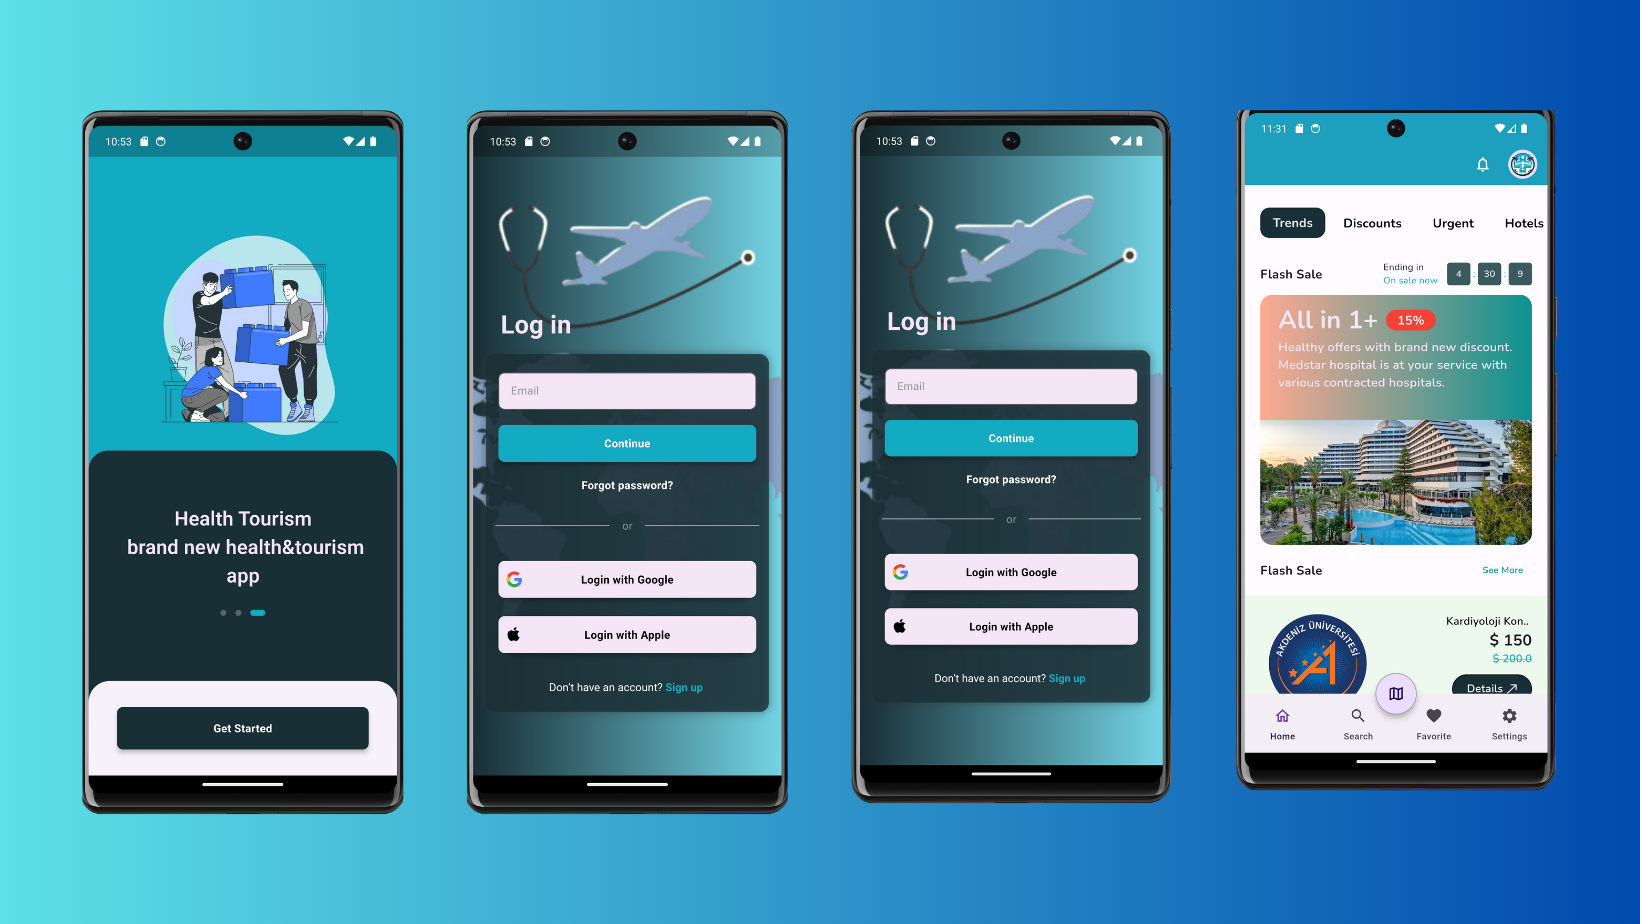 10:53
Health Tourism
brand new health&tourism
app
Get Started
10:53
Log in
Email
Continue
Forgot password?
or
Login with Google
Login with Apple
Don't have an account? Sign up
10:53
Log in
Email
Continue
Forgot password?
or
Login with Google
Login with Apple
Don't have an account? Sign up
11:31
Trends Discounts Urgent Hotels
Flash Sale
Ending in
On sale now
4 : 30 : 9
All in 1+ 15%
Healthy offers with brand new discount.
Medstar hospital is at your service with
various contracted hospitals.
Flash Sale See More
AKDENİZ ÜNİVERSİTESİ
Kardiyoloji Kon..
$ 150
$ 200.0
Details
Home Search Favorite Settings